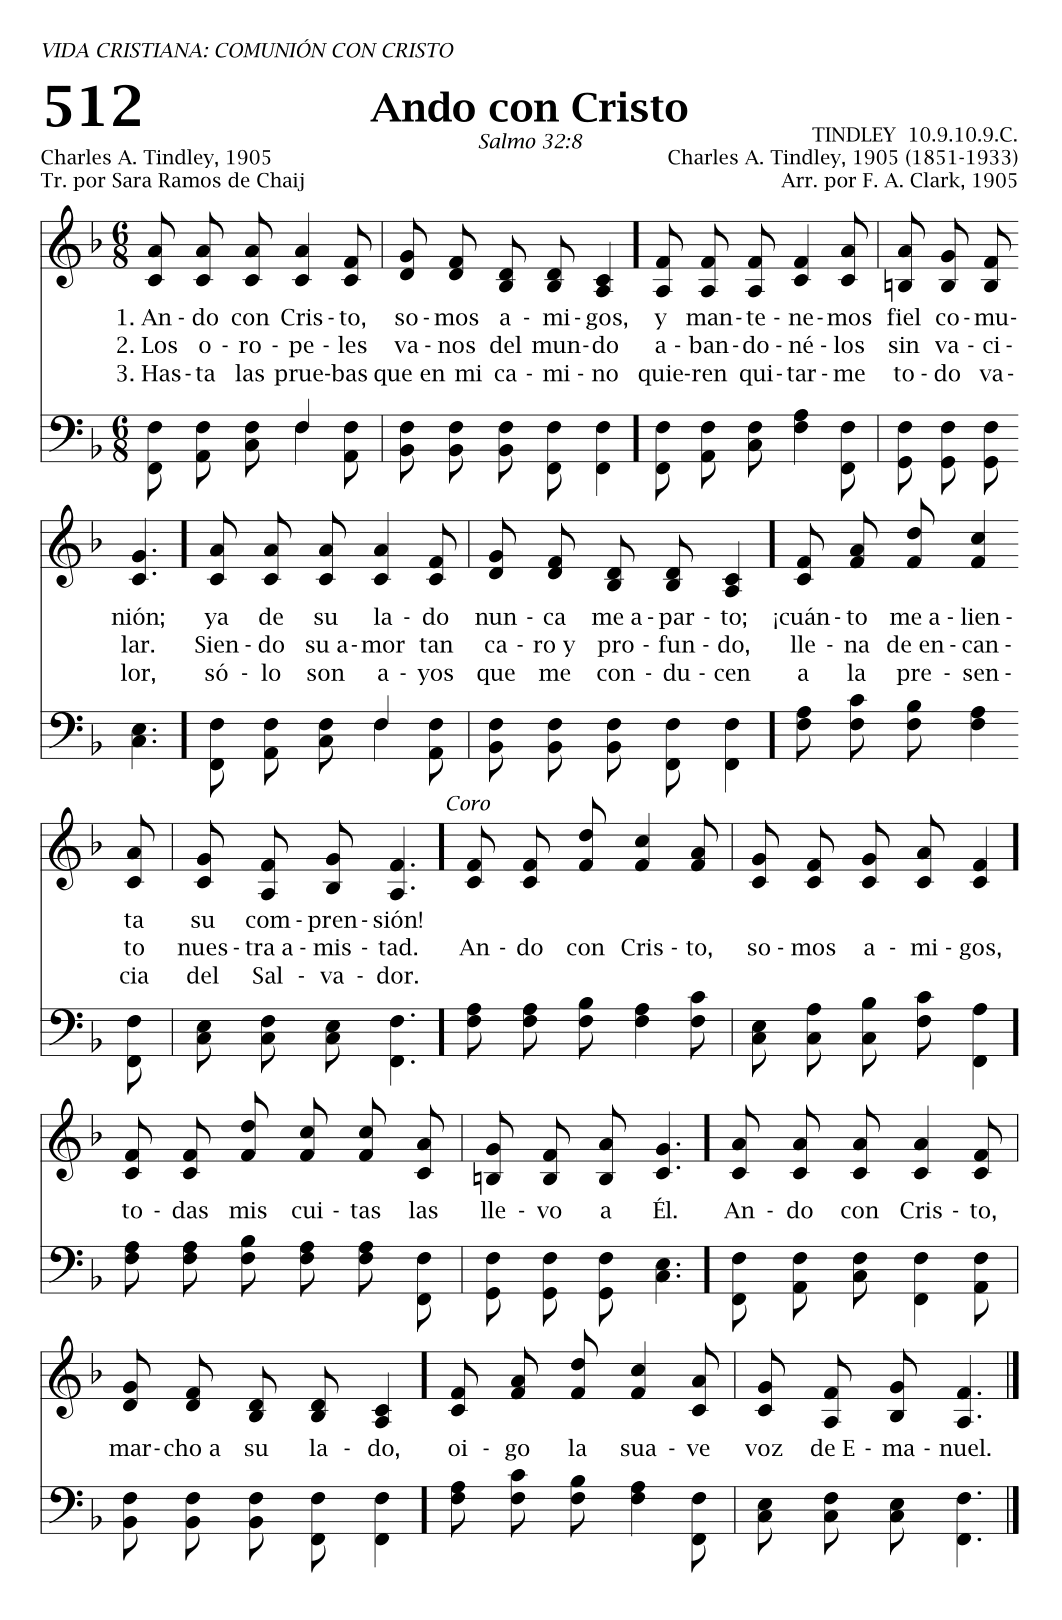 VIDA CRISTIANA: COMUNIÓN CON CRISTO
512
Ando con Cristo
Salmo 32:8
TINDLEY 10.9.10.9.C.
Charles A. Tindley, 1905
Charles A. Tindley, 1905 (1851-1933)
Tr. por Sara Ramos de Chaij
Arr. por F. A. Clark, 1905
6 8
1. An - do con Cris - to, so - mos a - mi - gos, y man - te - ne - mos fiel co - mu -
2. Los o - ro - pe - les va - nos del mun - do a - ban - do - né - los sin va - ci -
3. Has - ta las prue - bas que en mi ca - mi - no quie - ren qui - tar - me to - do va -
6 8
nión; ya de su la - do nun - ca me a - par - to; ¡cuán - to me a - lien -
lar. Sien - do su a - mor tan ca - ro y pro - fun - do, lle - na de en - can -
lor, só - lo son a - yos que me con - du - cen a la pre - sen -
Coro
ta su com - pren - sión!
to nues - tra a - mis - tad. An - do con Cris - to, so - mos a - mi - gos,
cia del Sal - va - dor.
to - das mis cui - tas las lle - vo a Él. An - do con Cris - to,
mar - cho a su la - do, oi - go la sua - ve voz de E - ma - nuel.